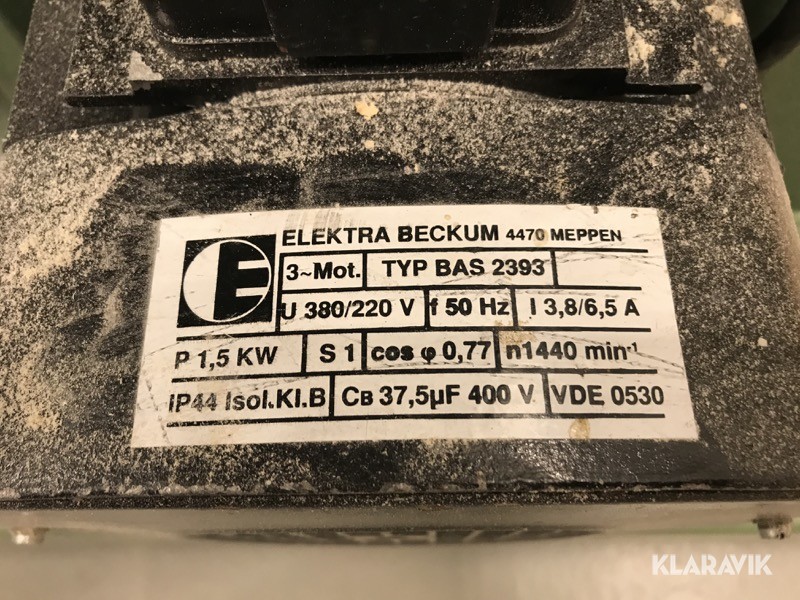 ELEKTRA BECKUM 4470 MEPPEN
3~Mot. TYP BAS 2393
U 380/220 V f 50 Hz I 3,8/6,5 A
P 1,5 KW S 1 cos φ 0,77 n1440 min-¹
IP44 Isol.Kl.B CB 37,5µF 400 V VDE 0530
KLARAVIK